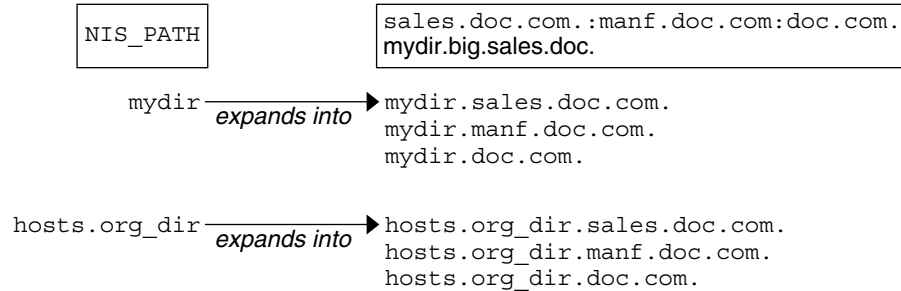 NIS_PATH
sales.doc.com.:manf.doc.com:doc.com.
mydir.big.sales.doc.
mydir expands into mydir.sales.doc.com.
mydir.manf.doc.com.
mydir.doc.com.
hosts.org_dir expands into hosts.org_dir.sales.doc.com.
hosts.org_dir.manf.doc.com.
hosts.org_dir.doc.com.